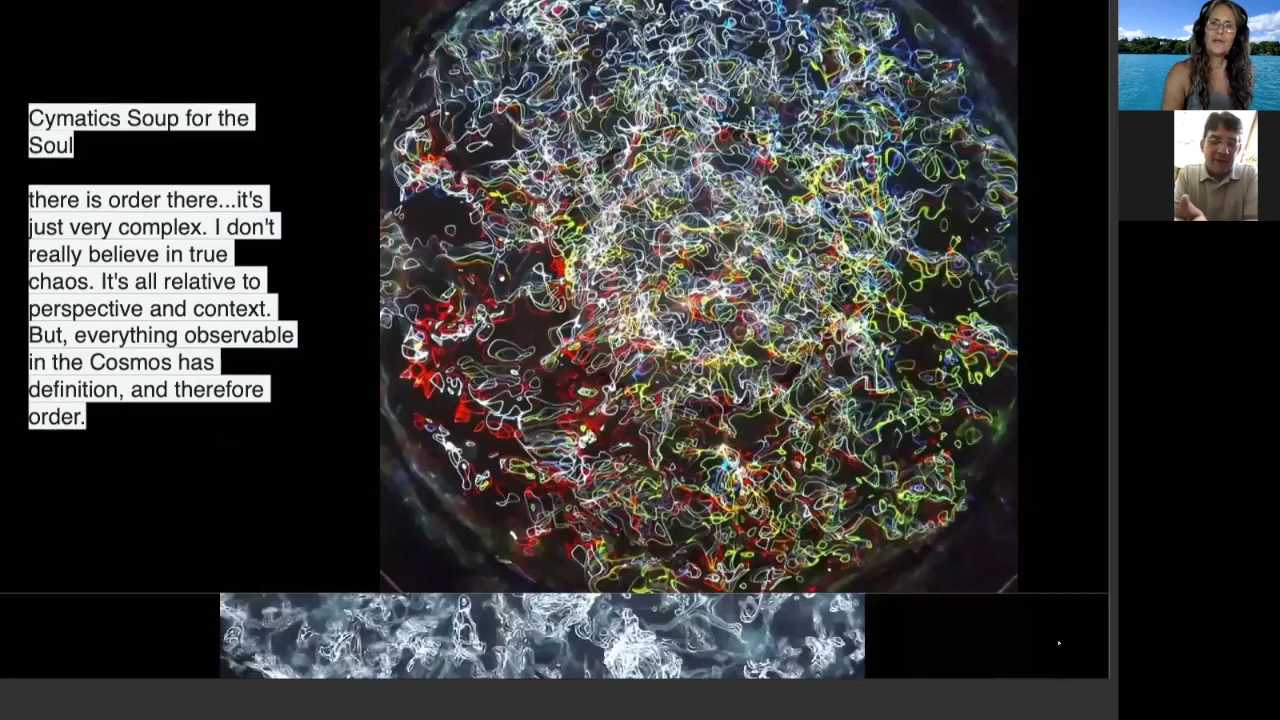 Cymatics Soup for the
Soul
there is order there...it's
just very complex. I don't
really believe in true
chaos. It's all relative to
perspective and context.
But, everything observable
in the Cosmos has
definition, and therefore
order.